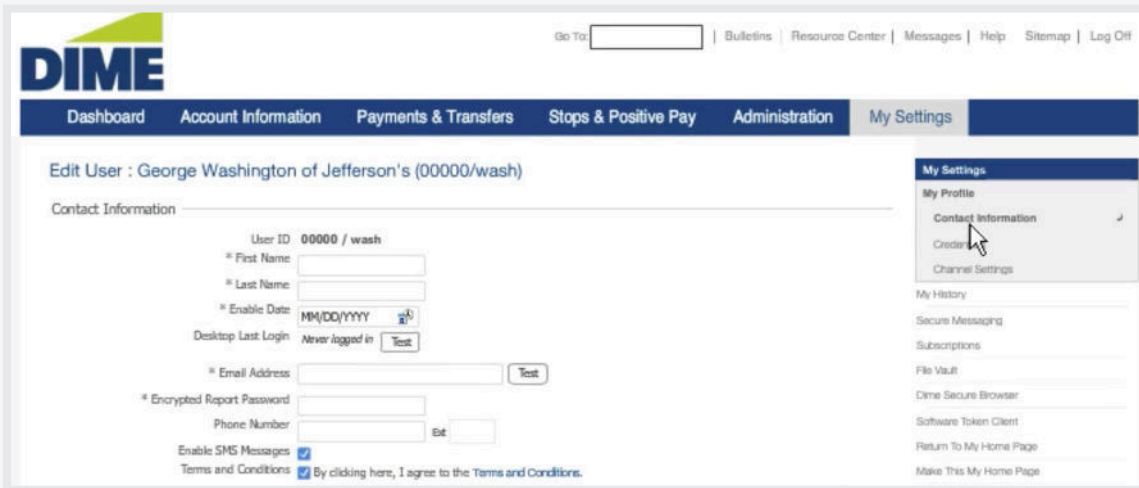 DIME
Go To: | Bulletins | Resource Center | Messages | Help Sitemap | Log Off
Dashboard Account Information Payments & Transfers Stops & Positive Pay Administration My Settings
Edit User : George Washington of Jefferson's (00000/wash)
Contact Information
User ID 00000 / wash
* First Name
* Last Name
* Enable Date MM/DD/YYYY
Desktop Last Login Never logged in Test
* Email Address Test
* Encrypted Report Password
Phone Number Ext
Enable SMS Messages
Terms and Conditions By clicking here, I agree to the Terms and Conditions.
My Settings
My Profile
Contact Information
Channel Settings
My History
Secure Messaging
Subscriptions
File Vault
Dime Secure Browser
Software Token Client
Return To My Home Page
Make This My Home Page